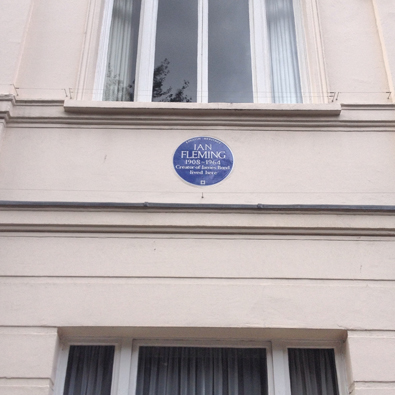 IAN
FLEMING
1908-1964
Creator of James Bond
lived here